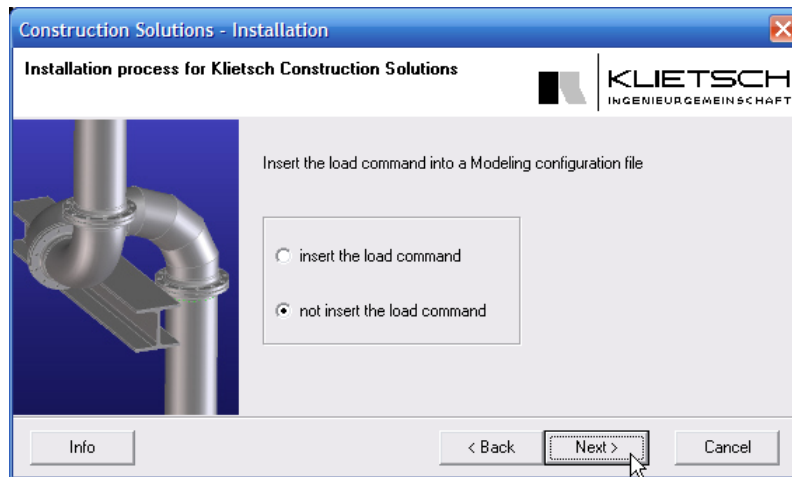 Construction Solutions - Installation
Installation process for Klietsch Construction Solutions
KLIETSCH
INGENIEURGEMEINSCHAFT
Insert the load command into a Modeling configuration file
insert the load command
not insert the load command
Info
< Back
Next >
Cancel